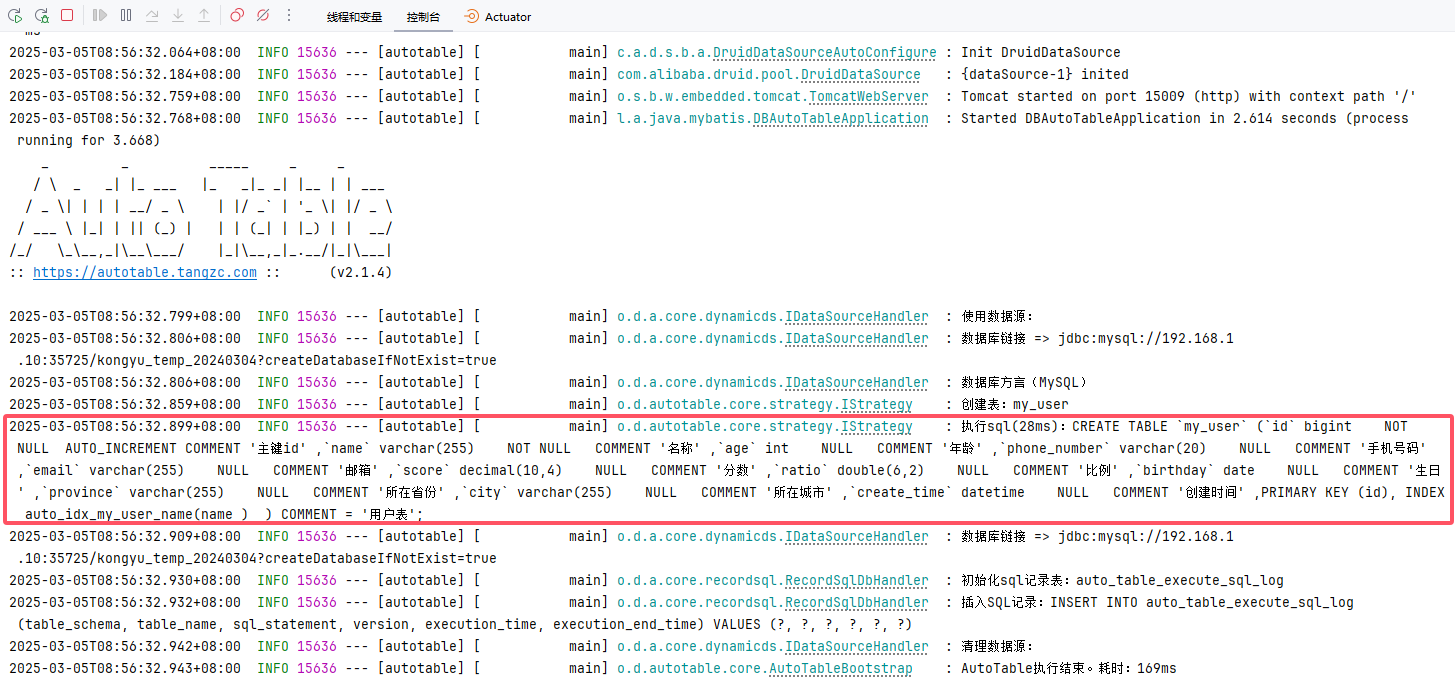 线程和变量 控制台 Actuator
ms
2025-03-05T08:56:32.064+08:00  INFO 15636 --- [autotable] [           main] c.a.d.s.b.a.DruidDataSourceAutoConfigure : Init DruidDataSource
2025-03-05T08:56:32.184+08:00  INFO 15636 --- [autotable] [           main] com.alibaba.druid.pool.DruidDataSource   : {dataSource-1} inited
2025-03-05T08:56:32.759+08:00  INFO 15636 --- [autotable] [           main] o.s.b.w.embedded.tomcat.TomcatWebServer  : Tomcat started on port 15009 (http) with context path '/'
2025-03-05T08:56:32.768+08:00  INFO 15636 --- [autotable] [           main] l.a.java.mybatis.DBAutoTableApplication  : Started DBAutoTableApplication in 2.614 seconds (process
 running for 3.668)
Auto Table
:: https://autotable.tangzc.com ::      (v2.1.4)
2025-03-05T08:56:32.799+08:00  INFO 15636 --- [autotable] [           main] o.d.a.core.dynamicds.IDataSourceHandler  : 使用数据源：
2025-03-05T08:56:32.806+08:00  INFO 15636 --- [autotable] [           main] o.d.a.core.dynamicds.IDataSourceHandler  : 数据库链接 => jdbc:mysql://192.168.1
 .10:35725/kongyu_temp_20240304?createDatabaseIfNotExist=true
2025-03-05T08:56:32.806+08:00  INFO 15636 --- [autotable] [           main] o.d.a.core.dynamicds.IDataSourceHandler  : 数据库方言（MySQL）
2025-03-05T08:56:32.859+08:00  INFO 15636 --- [autotable] [           main] o.d.autotable.core.strategy.IStrategy    : 创建表：my_user
2025-03-05T08:56:32.899+08:00  INFO 15636 --- [autotable] [           main] o.d.autotable.core.strategy.IStrategy    : 执行sql(28ms)：CREATE TABLE `my_user` (`id` bigint    NOT
 NULL  AUTO_INCREMENT COMMENT '主键id' ,`name` varchar(255)    NOT NULL   COMMENT '名称' ,`age` int    NULL   COMMENT '年龄' ,`phone_number` varchar(20)    NULL   COMMENT '手机号码'
 ,`email` varchar(255)    NULL   COMMENT '邮箱' ,`score` decimal(10,4)    NULL   COMMENT '分数' ,`ratio` double(6,2)    NULL   COMMENT '比例' ,`birthday` date    NULL   COMMENT '生日
 ' ,`province` varchar(255)    NULL   COMMENT '所在省份' ,`city` varchar(255)    NULL   COMMENT '所在城市' ,`create_time` datetime    NULL   COMMENT '创建时间' ,PRIMARY KEY (id), INDEX
 auto_idx_my_user_name(name )  ) COMMENT = '用户表';
2025-03-05T08:56:32.909+08:00  INFO 15636 --- [autotable] [           main] o.d.a.core.dynamicds.IDataSourceHandler  : 数据库链接 => jdbc:mysql://192.168.1
 .10:35725/kongyu_temp_20240304?createDatabaseIfNotExist=true
2025-03-05T08:56:32.930+08:00  INFO 15636 --- [autotable] [           main] o.d.a.core.recordsql.RecordSqlDbHandler  : 初始化sql记录表：auto_table_execute_sql_log
2025-03-05T08:56:32.932+08:00  INFO 15636 --- [autotable] [           main] o.d.a.core.recordsql.RecordSqlDbHandler  : 插入SQL记录：INSERT INTO auto_table_execute_sql_log
 (table_schema, table_name, sql_statement, version, execution_time, execution_end_time) VALUES (?, ?, ?, ?, ?, ?)
2025-03-05T08:56:32.942+08:00  INFO 15636 --- [autotable] [           main] o.d.a.core.dynamicds.IDataSourceHandler  : 清理数据源：
2025-03-05T08:56:32.943+08:00  INFO 15636 --- [autotable] [           main] o.d.autotable.core.AutoTableBootstrap    : AutoTable执行结束。耗时：169ms